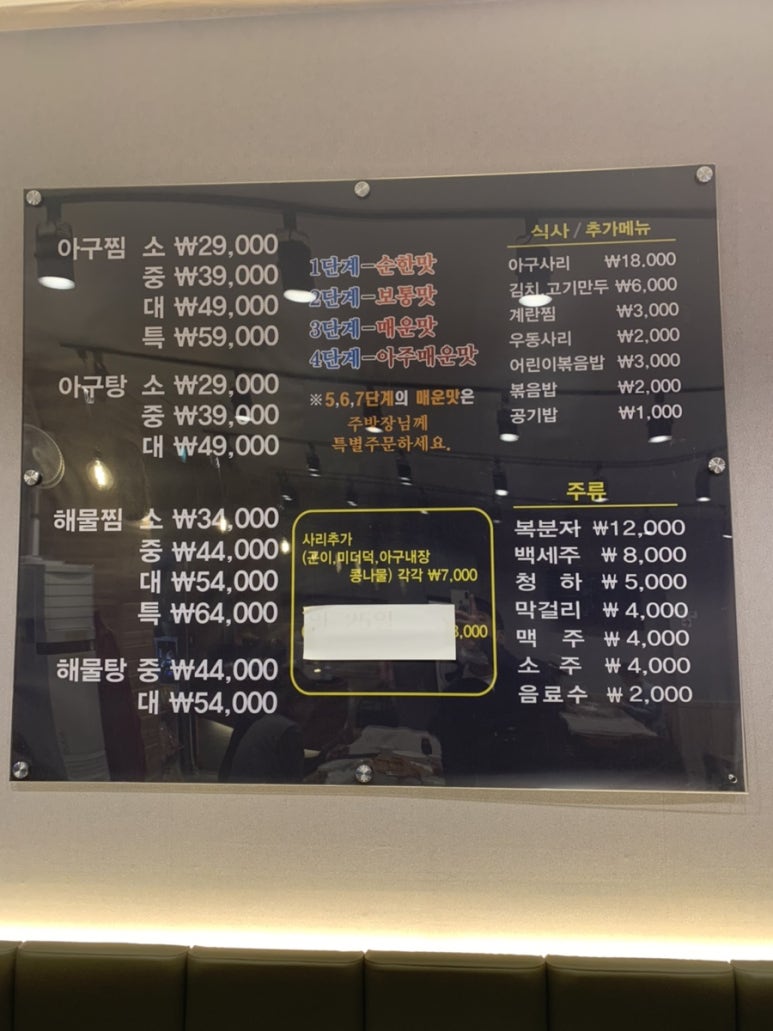 아구찜 소 ₩29,000
중 ₩39,000
대 ₩49,000
특 ₩59,000
아구탕 소 ₩29,000
중 ₩39,000
대 ₩49,000
해물찜 소 ₩34,000
중 ₩44,000
대 ₩54,000
특 ₩64,000
해물탕 중 ₩44,000
대 ₩54,000
1단계-순한맛
2단계-보통맛
3단계-매운맛
4단계-아주매운맛
※5,6,7단계의 매운맛은
주방장님께
특별주문하세요.
사리추가
(곤이,미더덕,아구내장
콩나물) 각각 ₩7,000
,000
식사 / 추가메뉴
아구사리 ₩18,000
김치,고기만두 ₩6,000
계란찜 ₩3,000
우동사리 ₩2,000
어린이볶음밥 ₩3,000
볶음밥 ₩2,000
공기밥 ₩1,000
주류
복분자 ₩12,000
백세주 ₩ 8,000
청 하 ₩ 5,000
막걸리 ₩ 4,000
맥 주 ₩ 4,000
소 주 ₩ 4,000
음료수 ₩ 2,000